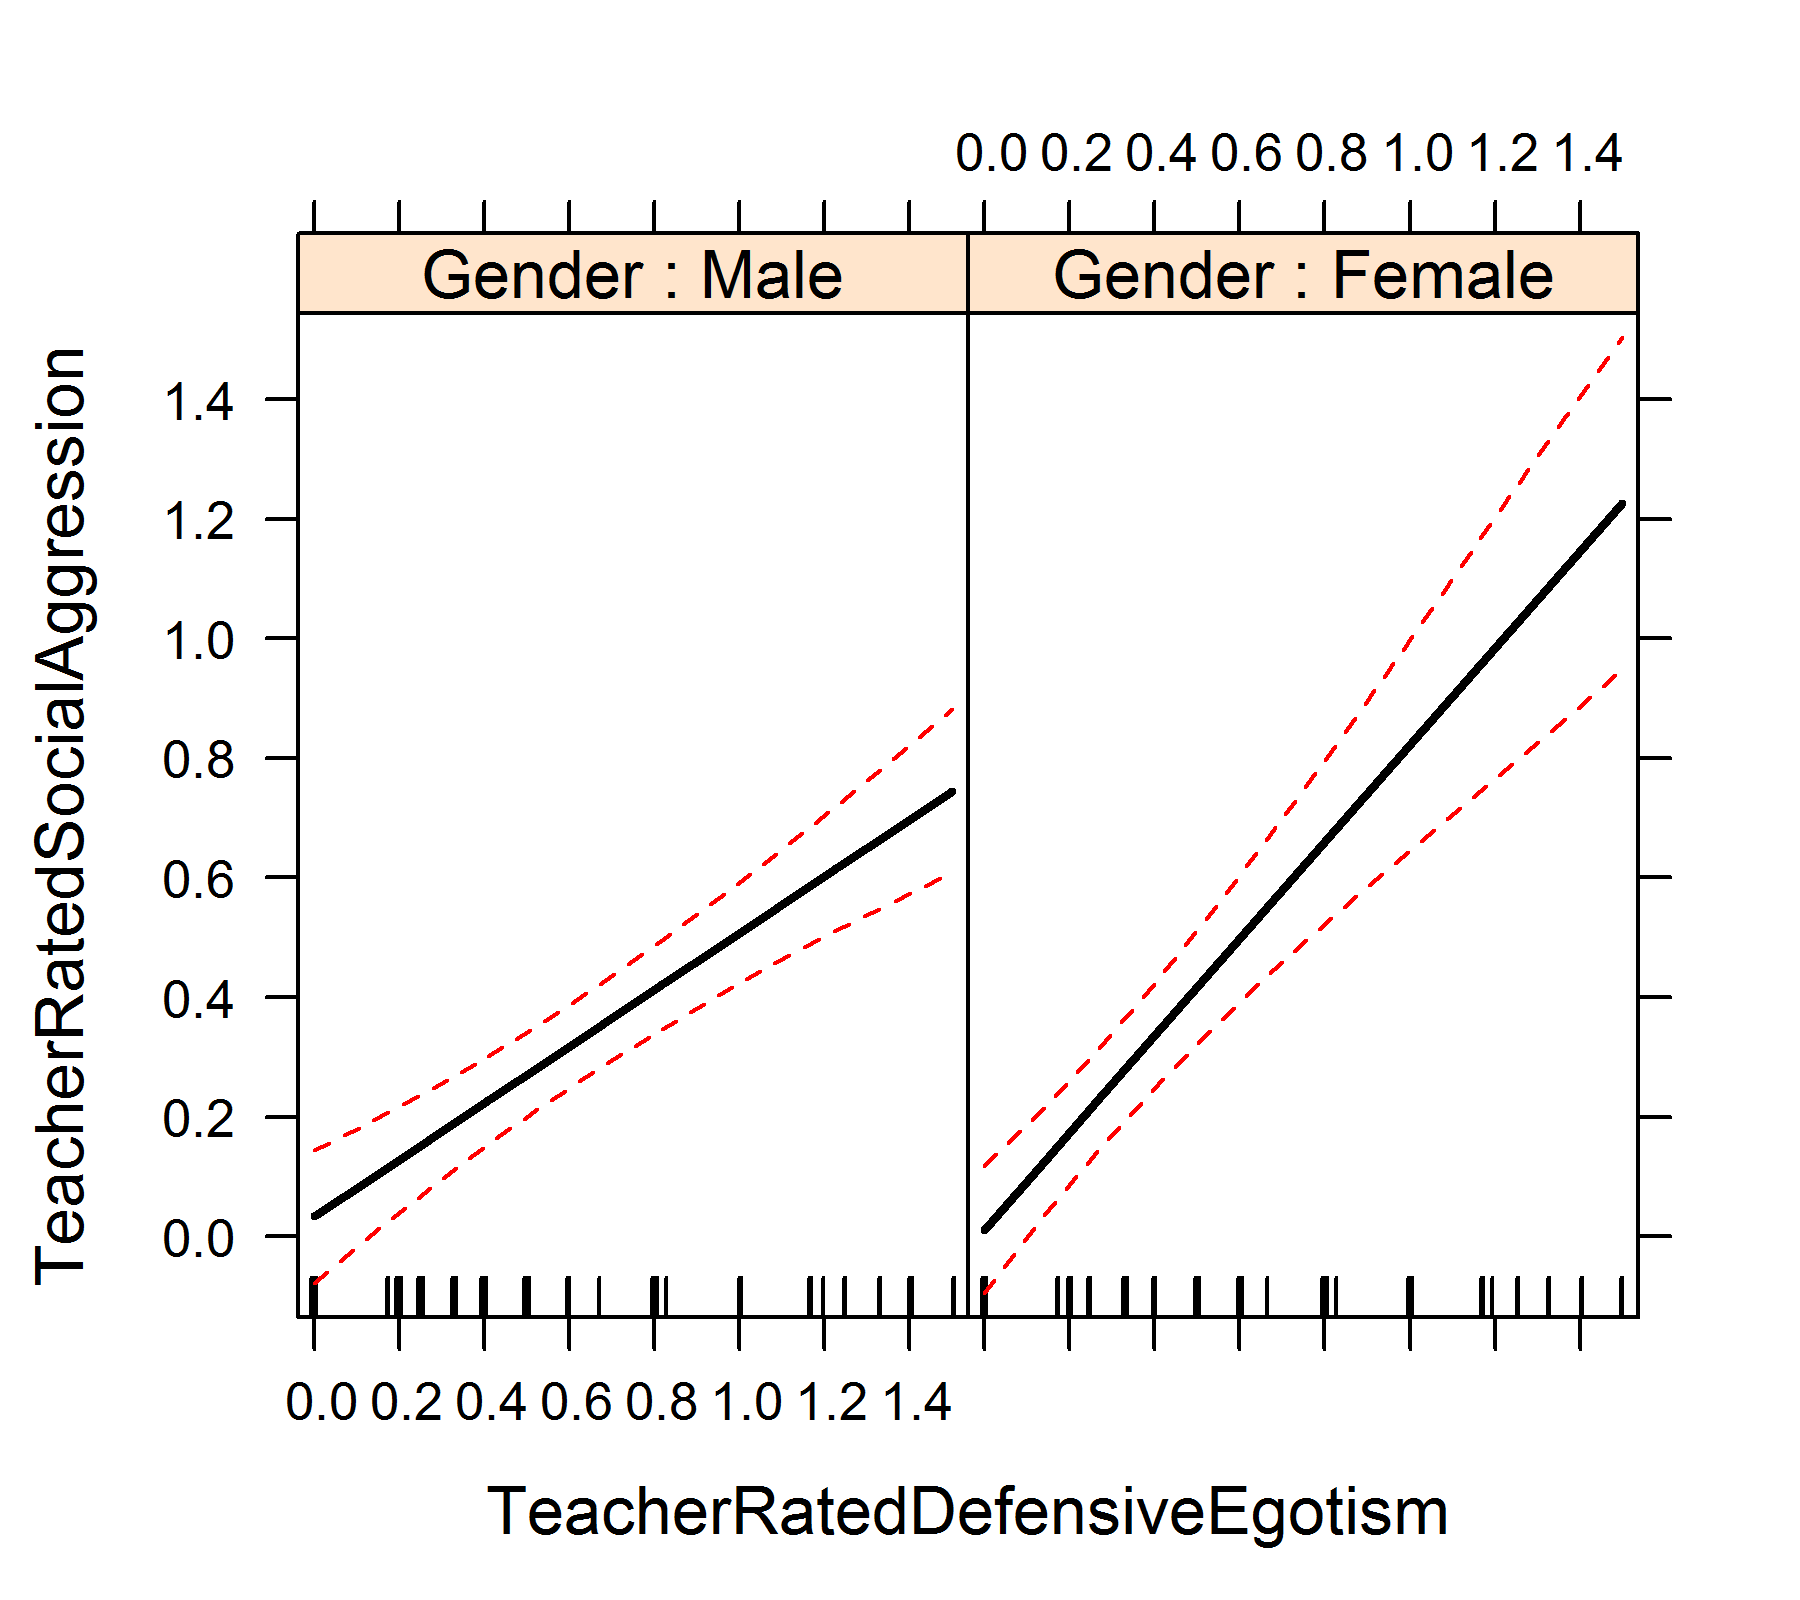 0.0 0.2 0.4 0.6 0.8 1.0 1.2 1.4
Gender : Male
Gender : Female
TeacherRatedSocialAggression
1.4
1.2
1.0
0.8
0.6
0.4
0.2
0.0
0.0 0.2 0.4 0.6 0.8 1.0 1.2 1.4
TeacherRatedDefensiveEgotism